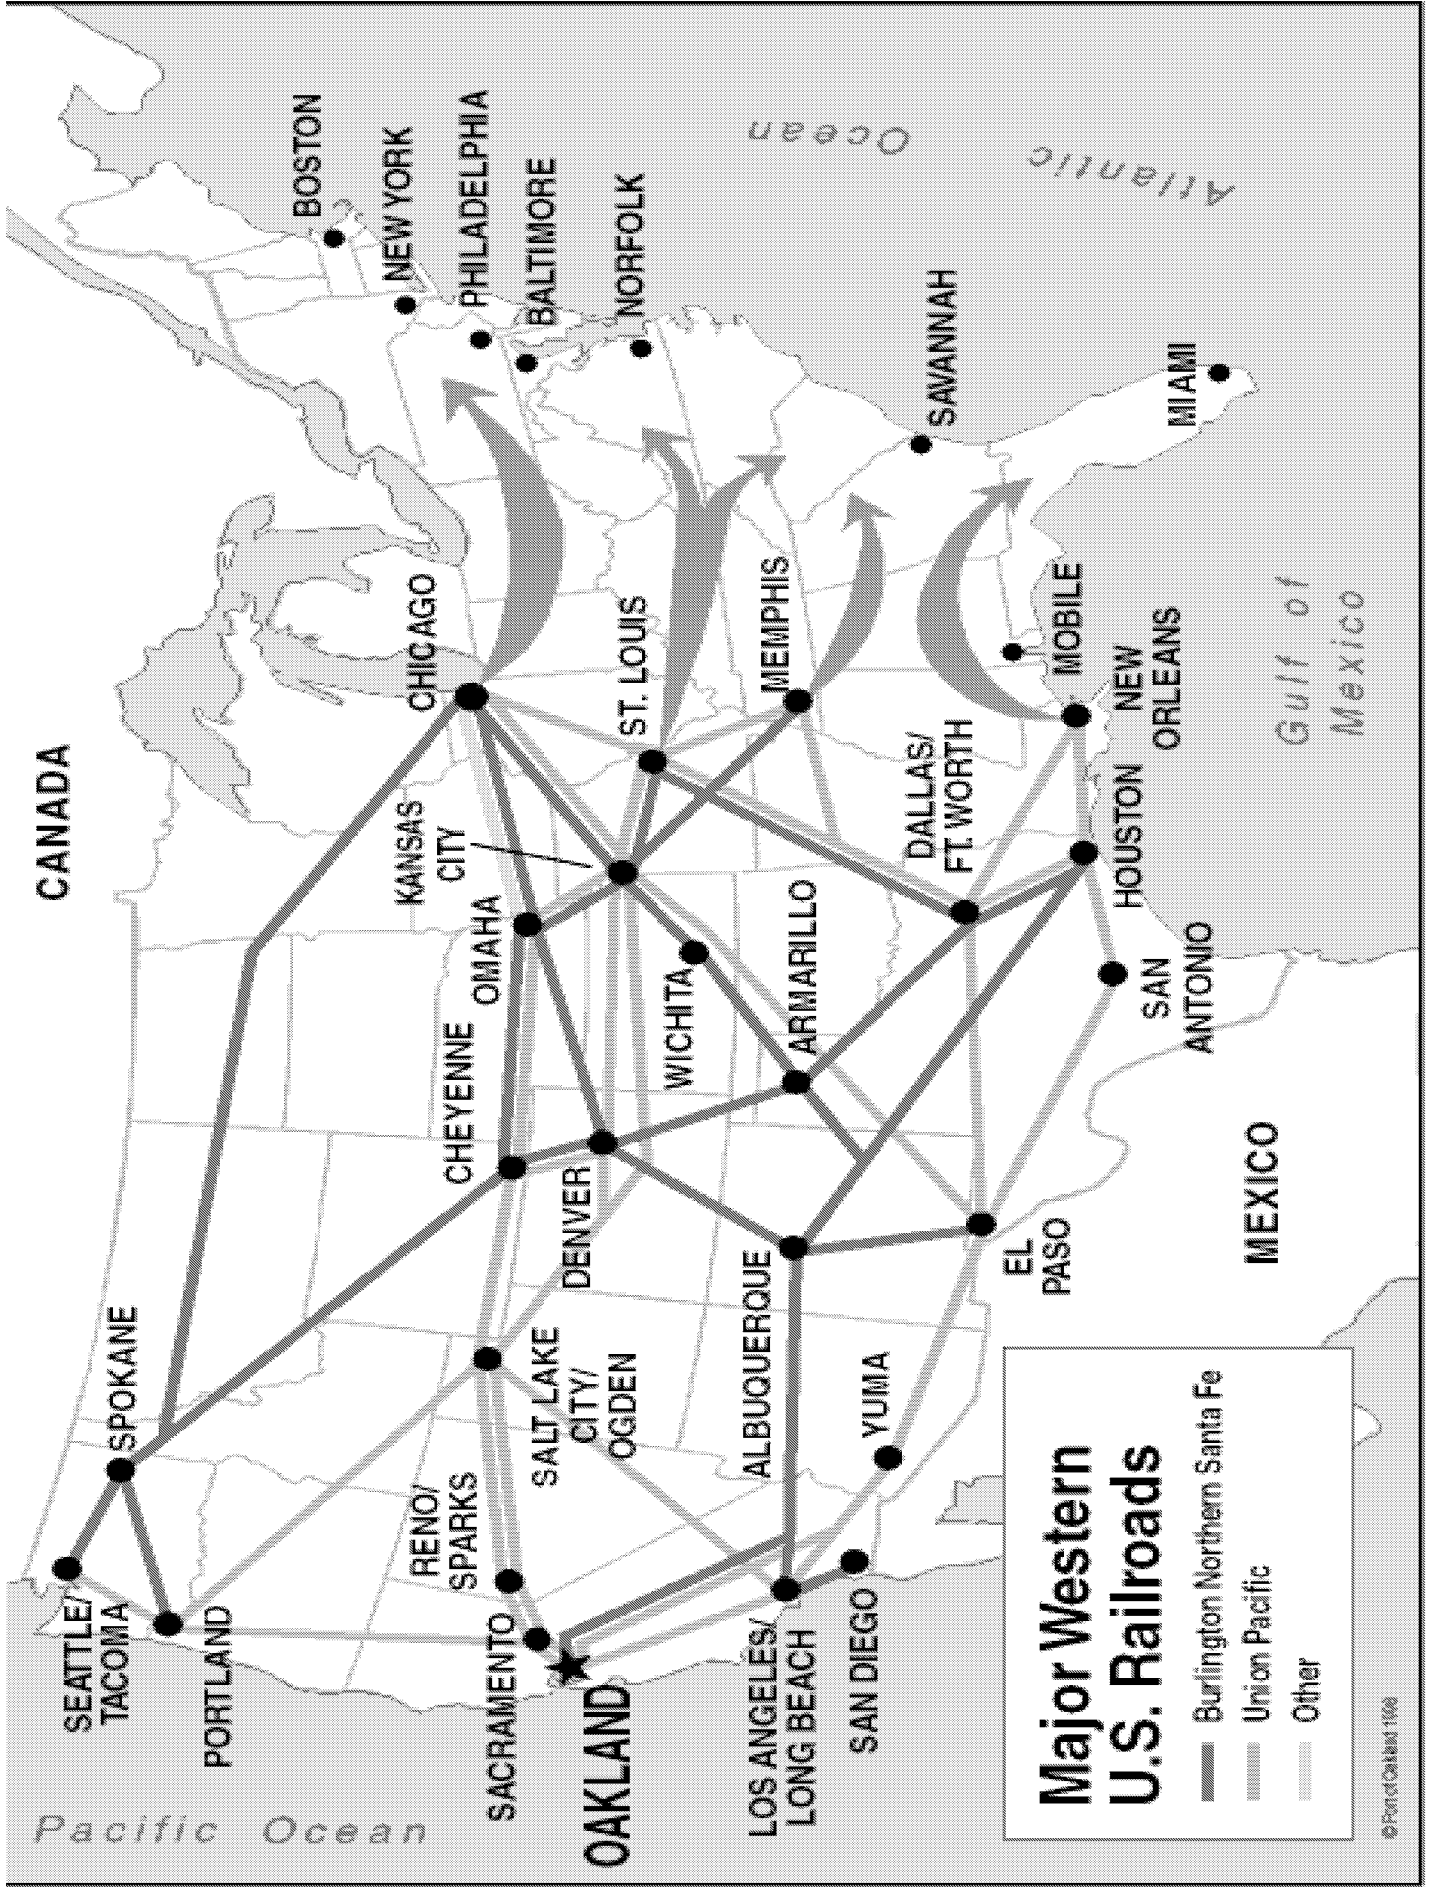 CANADA
SEATTLE/
TACOMA
SPOKANE
PORTLAND
Pacific Ocean
RENO/
SPARKS
SACRAMENTO
OAKLAND
SALT LAKE
CITY/
OGDEN
CHEYENNE
DENVER
OMAHA
KANSAS
CITY
CHICAGO
ST. LOUIS
WICHITA
MEMPHIS
ARMARILLO
ALBUQUERQUE
LOS ANGELES/
LONG BEACH
SAN DIEGO
YUMA
EL
PASO
DALLAS/
FT. WORTH
SAN
ANTONIO
HOUSTON
NEW
ORLEANS
MOBILE
BOSTON
NEW YORK
PHILADELPHIA
BALTIMORE
NORFOLK
SAVANNAH
MIAMI
Atlantic
Ocean
Gulf of
Mexico
MEXICO
Major Western
U.S. Railroads
Burlington Northern Santa Fe
Union Pacific
Other